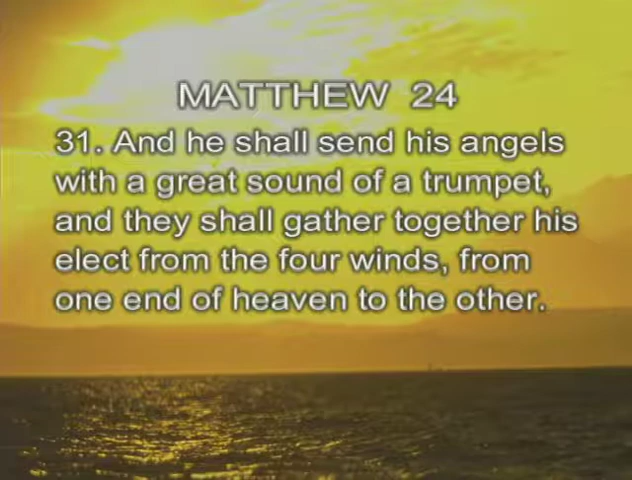 MATTHEW 24
31. And he shall send his angels
with a great sound of a trumpet,
and they shall gather together his
elect from the four winds, from
one end of heaven to the other.